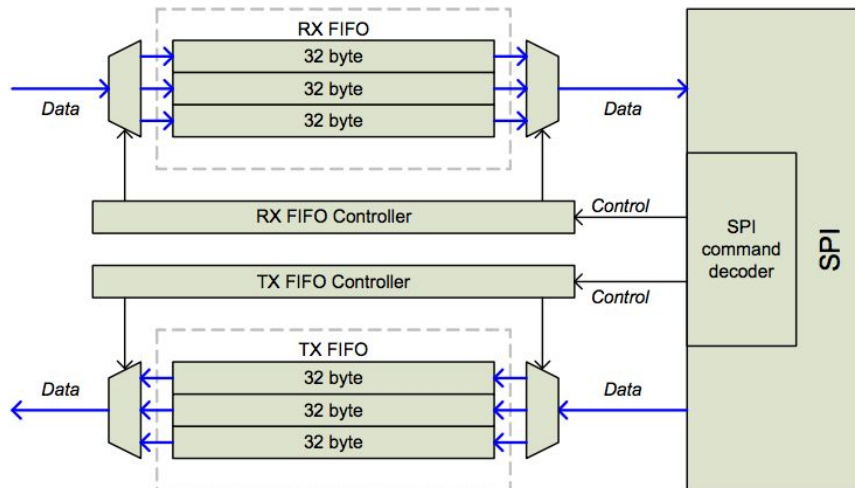 RX FIFO
32 byte
32 byte
32 byte
Data
Data
RX FIFO Controller
Control
SPI
command
decoder
SPI
TX FIFO Controller
Control
TX FIFO
32 byte
32 byte
32 byte
Data
Data